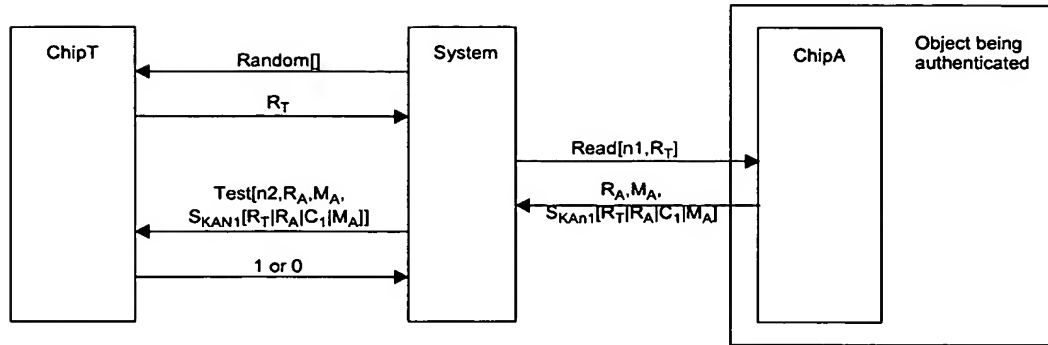 ChipT
System
ChipA
Object being
authenticated
Random[]
R_T
Read[n1,R_T]
Test[n2,R_A,M_A,
S_KAN1[R_T|R_A|C_1|M_A]]
R_A,M_A,
S_KAn1[R_T|R_A|C_1|M_A]
1 or 0